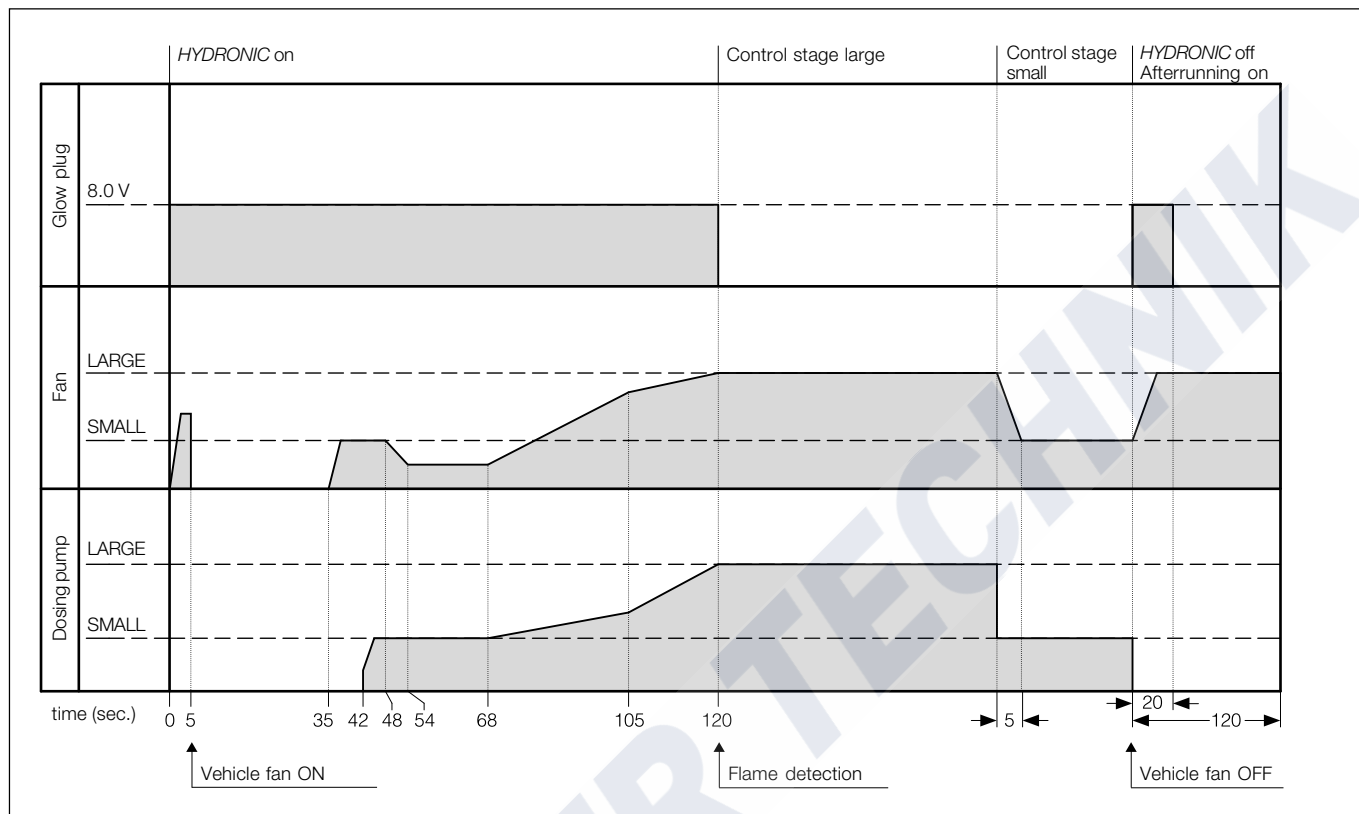 HYDRONIC on
Control stage large
Control stage
small
HYDRONIC off
Afterrunning on
Glow plug
8.0 V
Fan
LARGE
SMALL
Dosing pump
LARGE
SMALL
time (sec.)
0 5 35 42 48 54 68 105 120 5 20 120
Vehicle fan ON
Flame detection
Vehicle fan OFF
TECHNIK